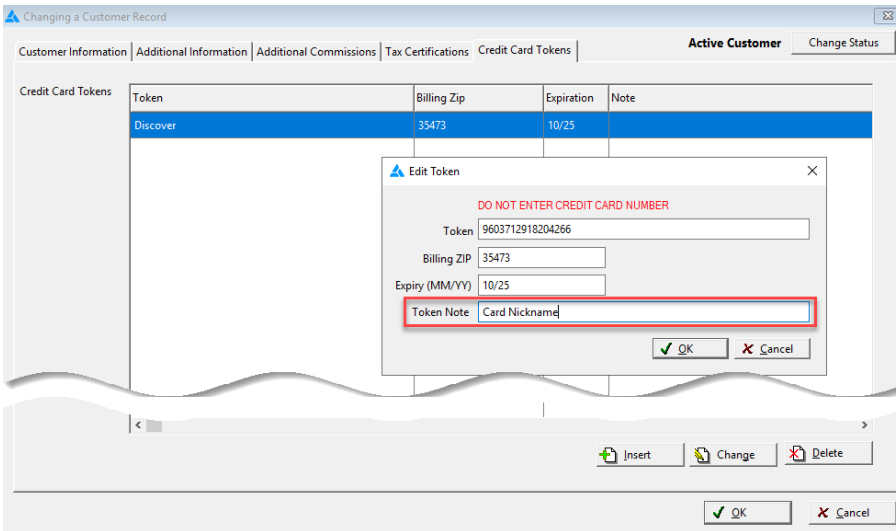 Changing a Customer Record
Customer Information Additional Information Additional Commissions Tax Certifications Credit Card Tokens Active Customer Change Status
Credit Card Tokens Token Billing Zip Expiration Note
Discover 35473 10/25
Edit Token
DO NOT ENTER CREDIT CARD NUMBER
Token 9603712918204266
Billing ZIP 35473
Expiry (MM/YY) 10/25
Token Note Card Nickname
OK Cancel
Insert Change Delete
OK Cancel